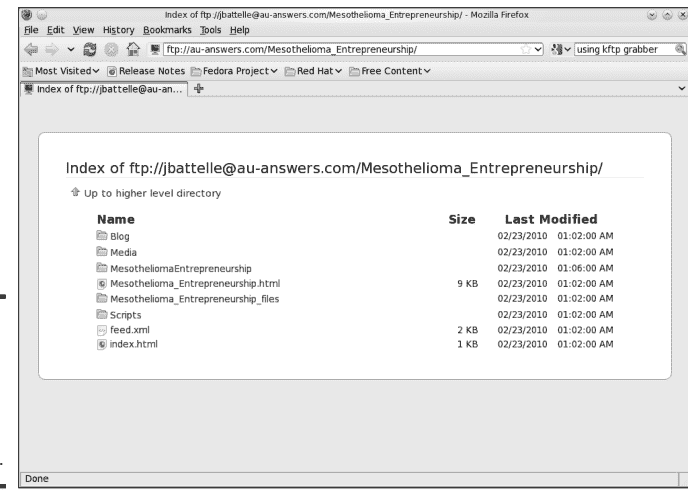 Index of ftp://jbattelle@au-answers.com/Mesothelioma_Entrepreneurship/ - Mozilla Firefox
File Edit View History Bookmarks Tools Help
ftp://au-answers.com/Mesothelioma_Entrepreneurship/ using kftp grabber
Most Visited Release Notes Fedora Project Red Hat Free Content
Index of ftp://jbattelle@au-an...
Index of ftp://jbattelle@au-answers.com/Mesothelioma_Entrepreneurship/
Up to higher level directory
Name Size Last Modified
Blog 02/23/2010 01:02:00 AM
Media 02/23/2010 01:02:00 AM
MesotheliomaEntrepreneurship 02/23/2010 01:06:00 AM
Mesothelioma_Entrepreneurship.html 9 KB 02/23/2010 01:02:00 AM
Mesothelioma_Entrepreneurship_files 02/23/2010 01:02:00 AM
Scripts 02/23/2010 01:02:00 AM
feed.xml 2 KB 02/23/2010 01:02:00 AM
index.html 1 KB 02/23/2010 01:02:00 AM
Done